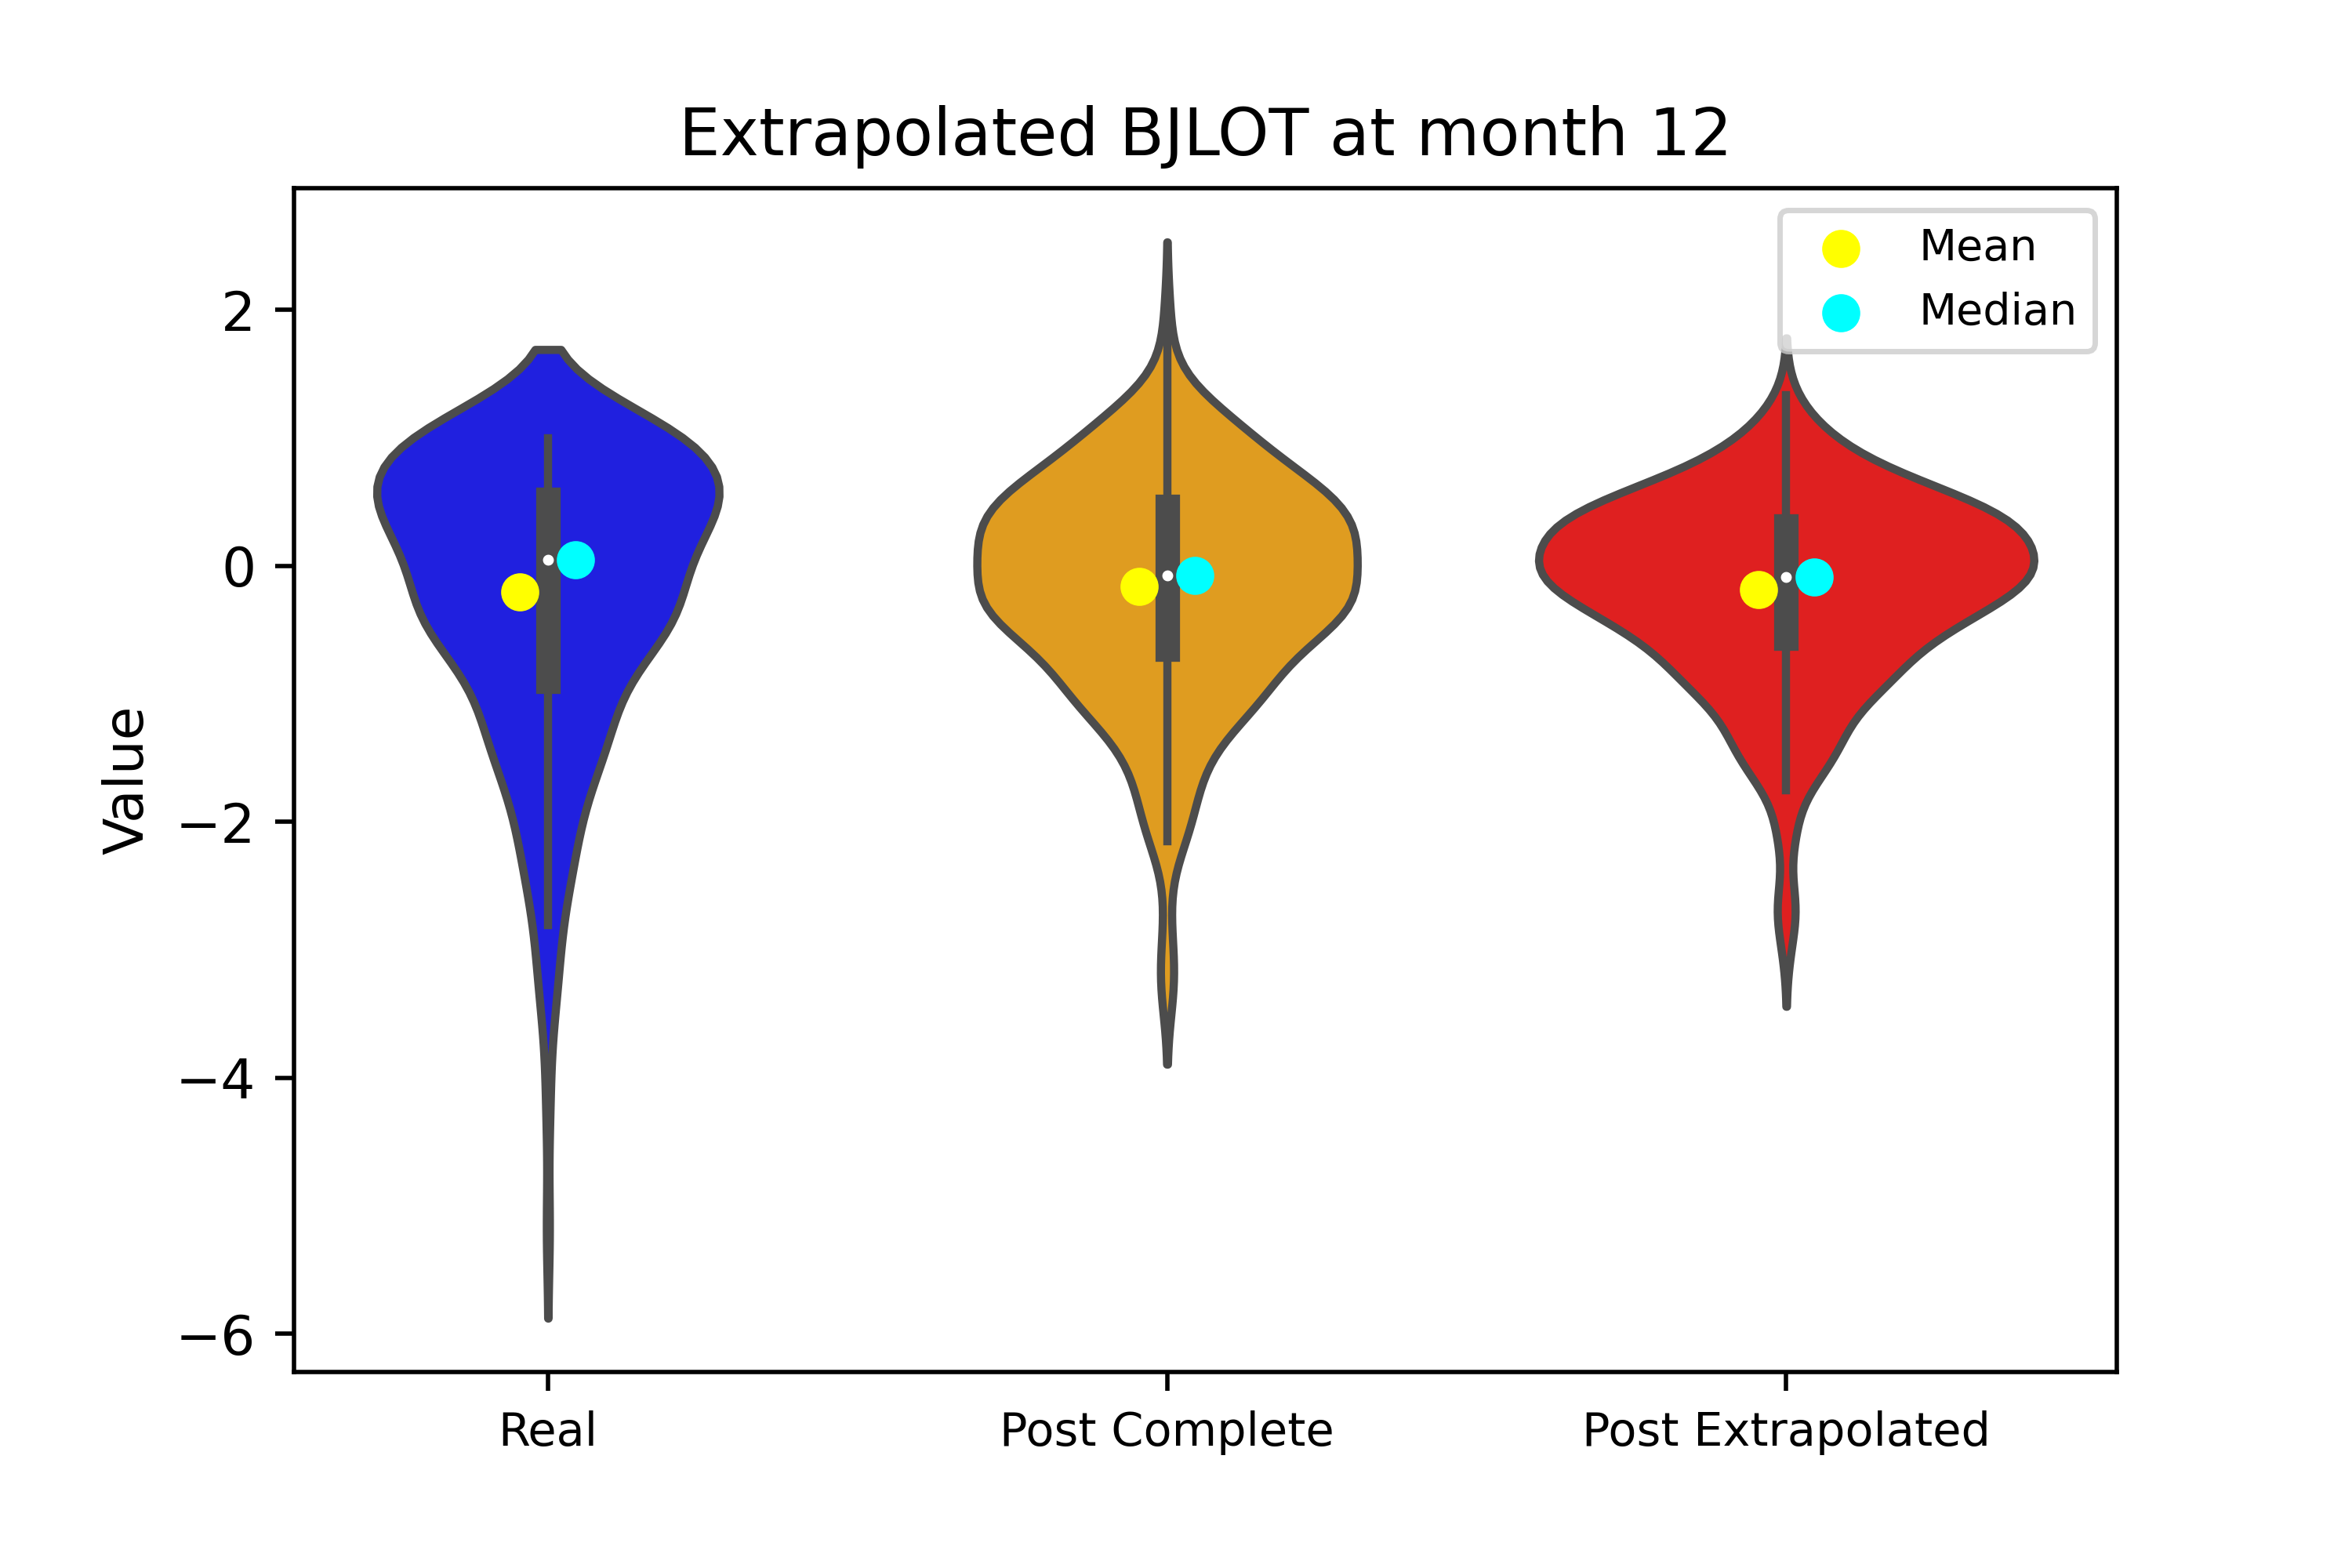 Extrapolated BJLOT at month 12
Mean
Median
2
0
−2
−4
−6
Value
Real
Post Complete
Post Extrapolated